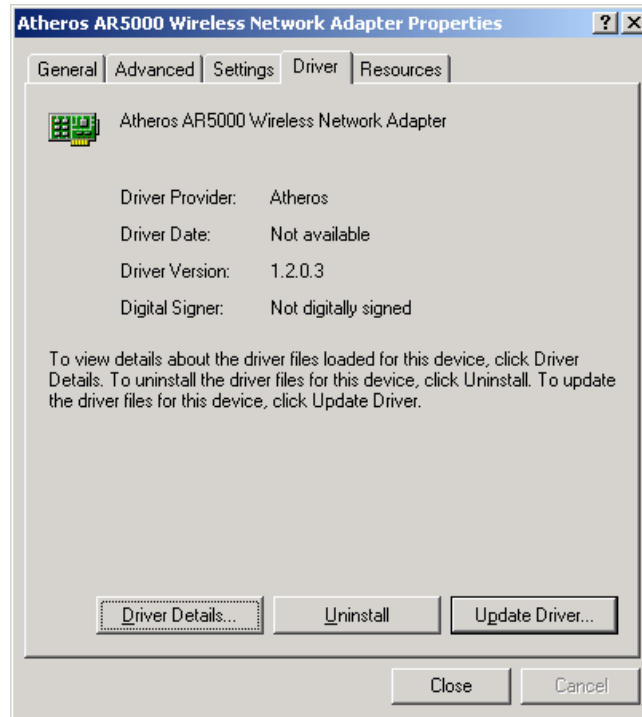 Atheros AR5000 Wireless Network Adapter Properties
General Advanced Settings Driver Resources
Atheros AR5000 Wireless Network Adapter
Driver Provider: Atheros
Driver Date: Not available
Driver Version: 1.2.0.3
Digital Signer: Not digitally signed
To view details about the driver files loaded for this device, click Driver
Details. To uninstall the driver files for this device, click Uninstall. To update
the driver files for this device, click Update Driver.
Driver Details... Uninstall Update Driver...
Close Cancel